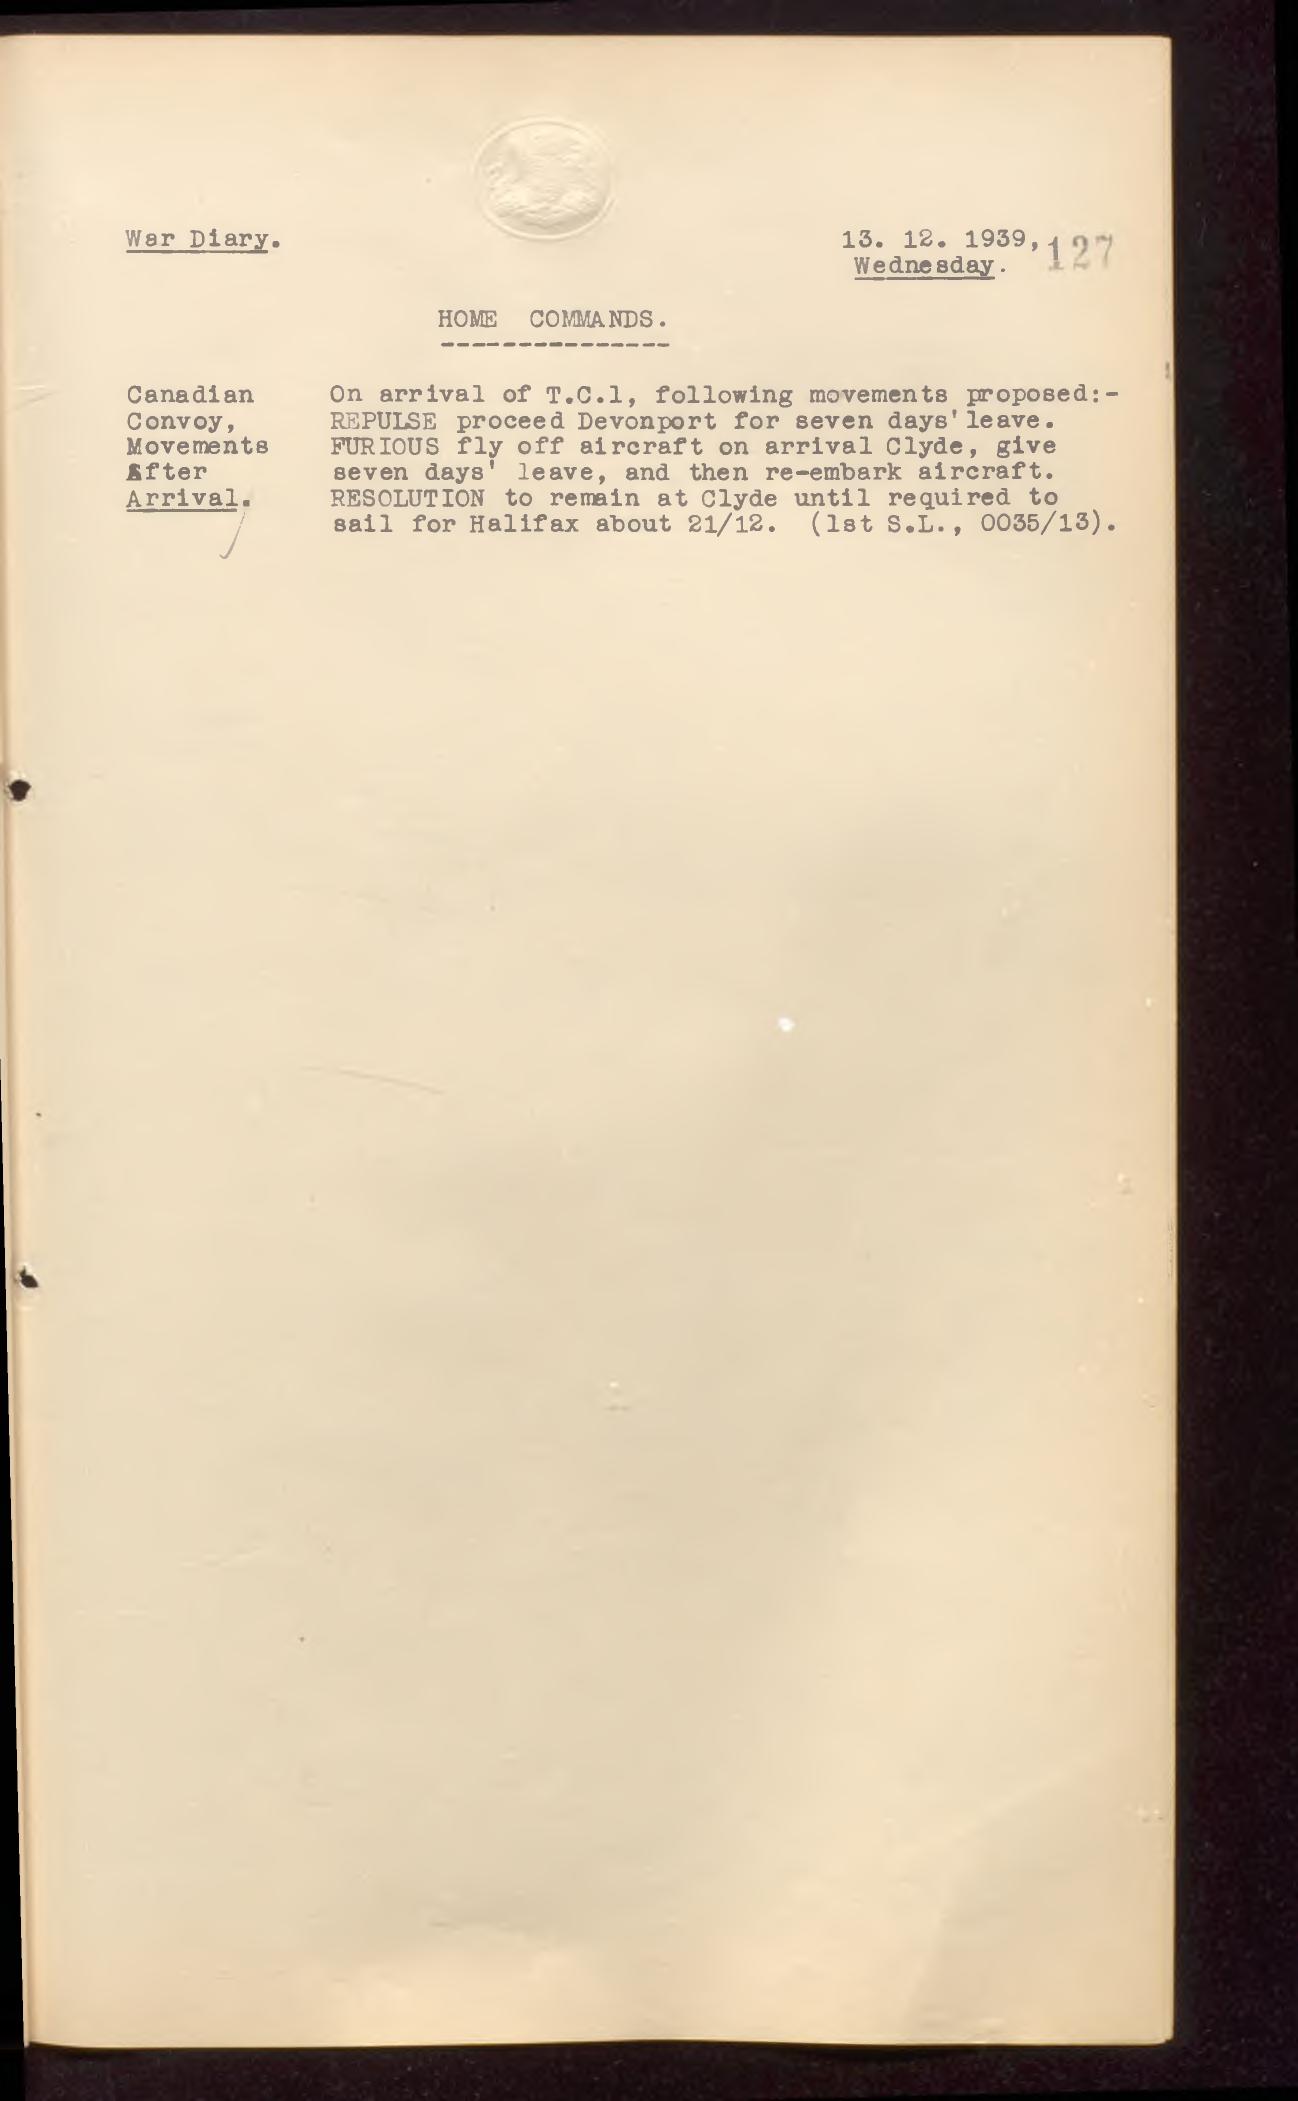 War Diary.
13. 12. 1939,
127
Wednesday.
HOME COMMANDS.
Canadian
Convoy,
Movements
After
Arrival.
On arrival of T.C.1, following movements proposed:-
REPULSE proceed Devonport for seven days' leave.
FURIOUS fly off aircraft on arrival Clyde, give
seven days' leave, and then re-embark aircraft.
RESOLUTION to remain at Clyde until required to
sail for Halifax about 21/12. (1st S.L., 0035/13).